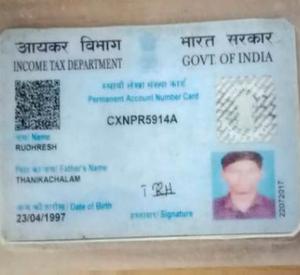 आयकर विभाग भारत सरकार
INCOME TAX DEPARTMENT GOVT. OF INDIA
स्थायी लेखा संख्या कार्ड
Permanent Account Number Card
CXNPR5914A
नाम/ Name
RUDHRESH
पिता का नाम/ Father's Name
THANIKACHALAM
जन्म की तारीख/ Date of Birth
23/04/1997
हस्ताक्षर/ Signature
22072017